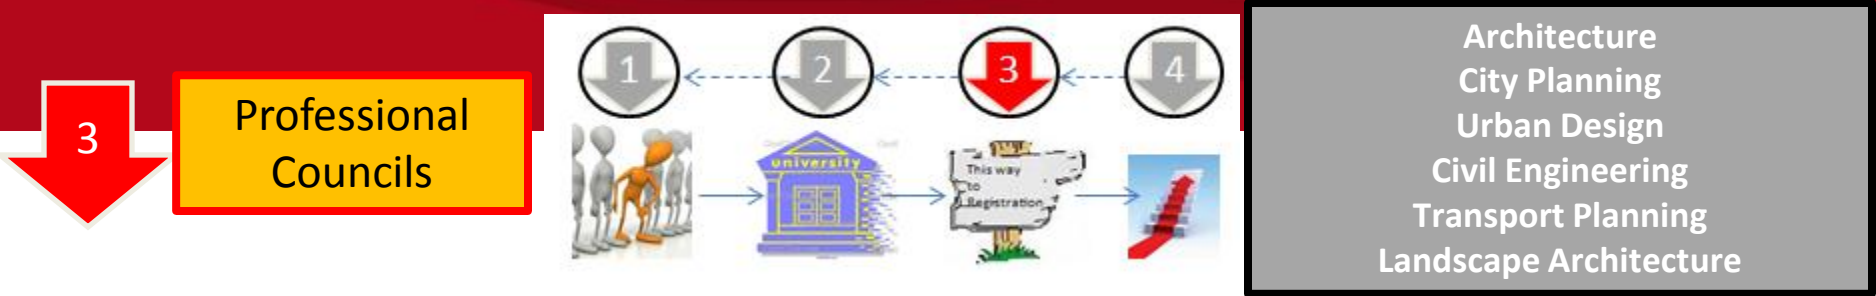 3
Professional
Councils
1
2
3
4
university
This way
to
Registration
Architecture
City Planning
Urban Design
Civil Engineering
Transport Planning
Landscape Architecture